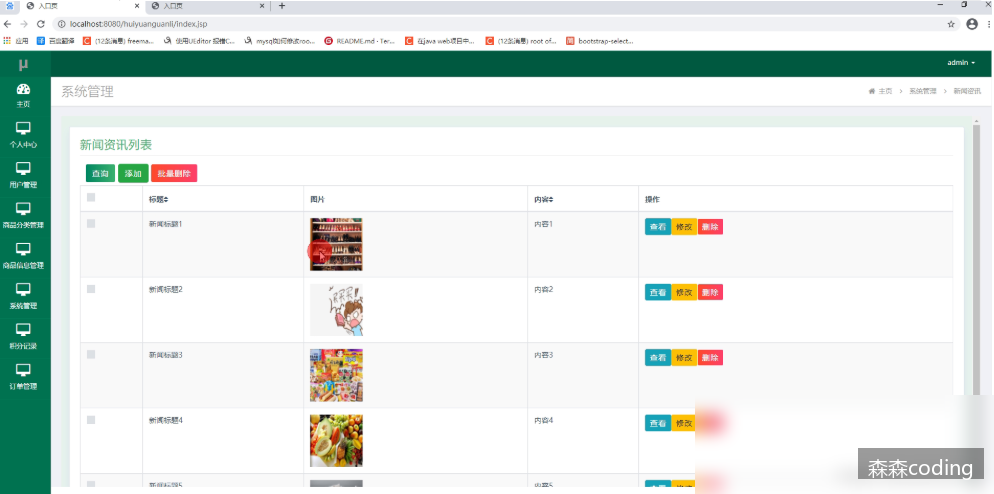 入口页
入口页
localhost:8080/huiyuanguanli/index.jsp
应用
百度翻译
(12条消息) freema...
使用UEditor 报错C...
mysql如何修改roo...
README.md · Ter...
在java web项目中...
(12条消息) root of...
bootstrap-select...
μ
admin
主页
个人中心
用户管理
商品分类管理
商品信息管理
系统管理
积分记录
订单管理
系统管理
主页 > 系统管理 > 新闻资讯
新闻资讯列表
查询 添加 批量删除
标题 图片 内容 操作
新闻标题1 内容1 查看 修改 删除
新闻标题2 内容2 查看 修改 删除
新闻标题3 内容3 查看 修改 删除
新闻标题4 内容4 查看 修改
新闻标题5 内容5
森森coding